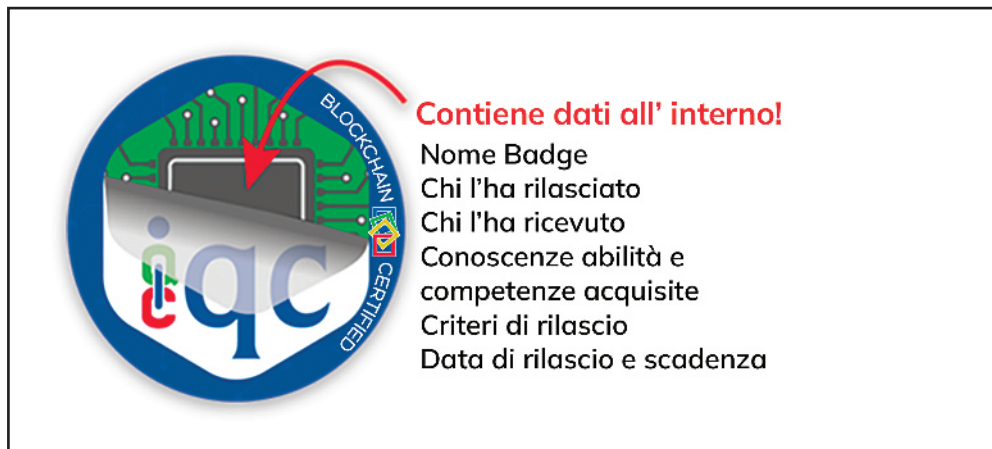 BLOCKCHAIN CERTIFIED
iqc
Contiene dati all' interno!
Nome Badge
Chi l'ha rilasciato
Chi l'ha ricevuto
Conoscenze abilità e
competenze acquisite
Criteri di rilascio
Data di rilascio e scadenza